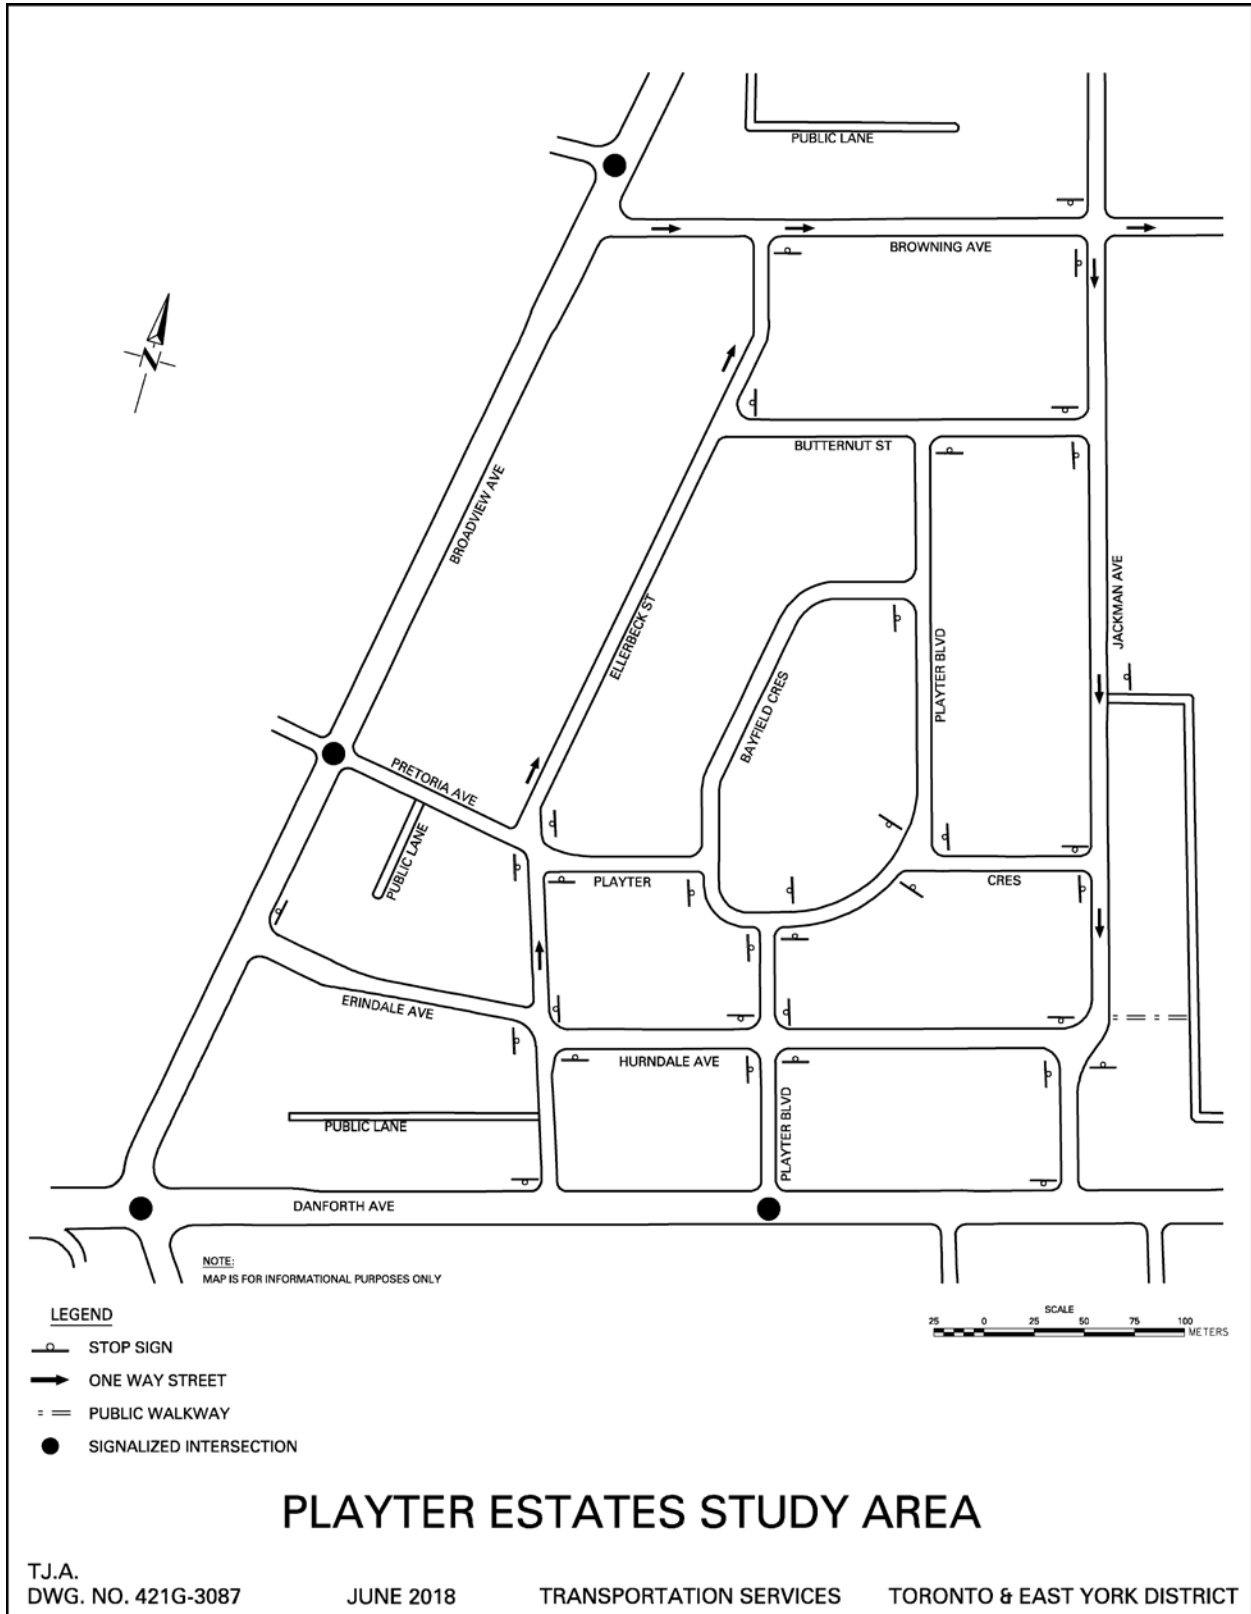 PUBLIC LANE
BROWNING AVE
N
BUTTERNUT ST
BROADVIEW AVE
JACKMAN AVE
ELLERBECK ST
PLAYTER BLVD
BAYFIELD CRES
PRETORIA AVE
PUBLIC LANE
PLAYTER
CRES
ERINDALE AVE
HURNDALE AVE
PUBLIC LANE
PLAYTER BLVD
DANFORTH AVE
NOTE:
MAP IS FOR INFORMATIONAL PURPOSES ONLY
LEGEND
STOP SIGN
ONE WAY STREET
PUBLIC WALKWAY
SIGNALIZED INTERSECTION
SCALE
25 0 25 50 75 100
METERS
PLAYTER ESTATES STUDY AREA
T.J.A.
DWG. NO. 421G-3087 JUNE 2018 TRANSPORTATION SERVICES TORONTO & EAST YORK DISTRICT